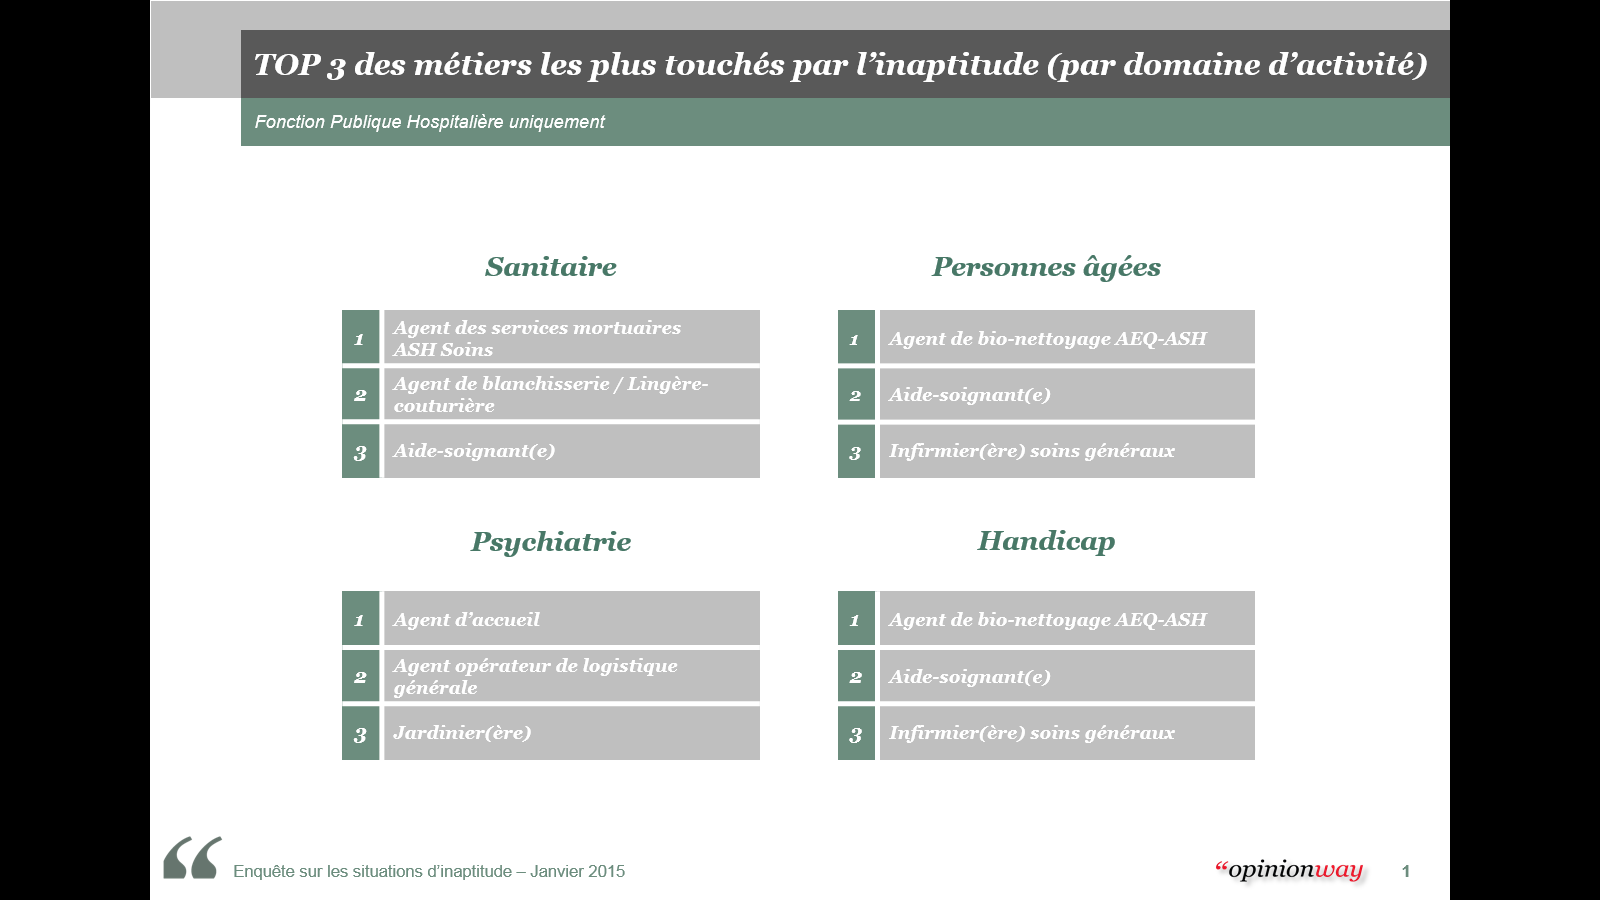 TOP 3 des métiers les plus touchés par l’inaptitude (par domaine d’activité)
Fonction Publique Hospitalière uniquement
Sanitaire
1 Agent des services mortuaires
ASH Soins
2 Agent de blanchisserie / Lingère-
couturière
3 Aide-soignant(e)
Personnes âgées
1 Agent de bio-nettoyage AEQ-ASH
2 Aide-soignant(e)
3 Infirmier(ère) soins généraux
Psychiatrie
1 Agent d’accueil
2 Agent opérateur de logistique
générale
3 Jardinier(ère)
Handicap
1 Agent de bio-nettoyage AEQ-ASH
2 Aide-soignant(e)
3 Infirmier(ère) soins généraux
“ Enquête sur les situations d’inaptitude – Janvier 2015
“opinionway
1